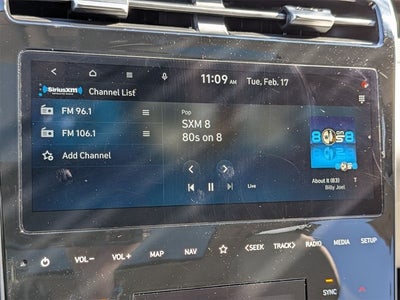 11:09 AM
Tue, Feb. 17
SiriusXM
Channel List
FM 96.1
FM 106.1
Add Channel
Pop
SXM 8
80s on 8
Live
About It (83)
Billy Joel
VOL−
VOL+
MAP
NAV
<SEEK
TRACK>
RADIO
MEDIA
SETUP
SYNC